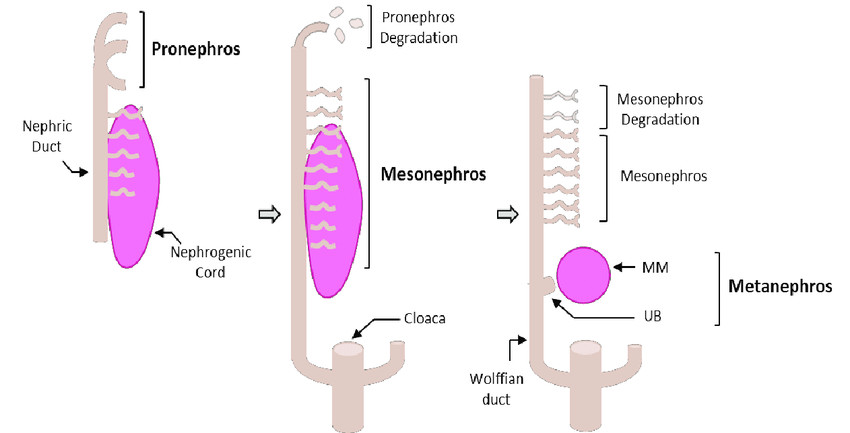 Pronephros
Nephric
Duct
Nephrogenic
Cord
Pronephros
Degradation
Mesonephros
Cloaca
Mesonephros
Degradation
Mesonephros
MM
UB
Metanephros
Wolffian
duct